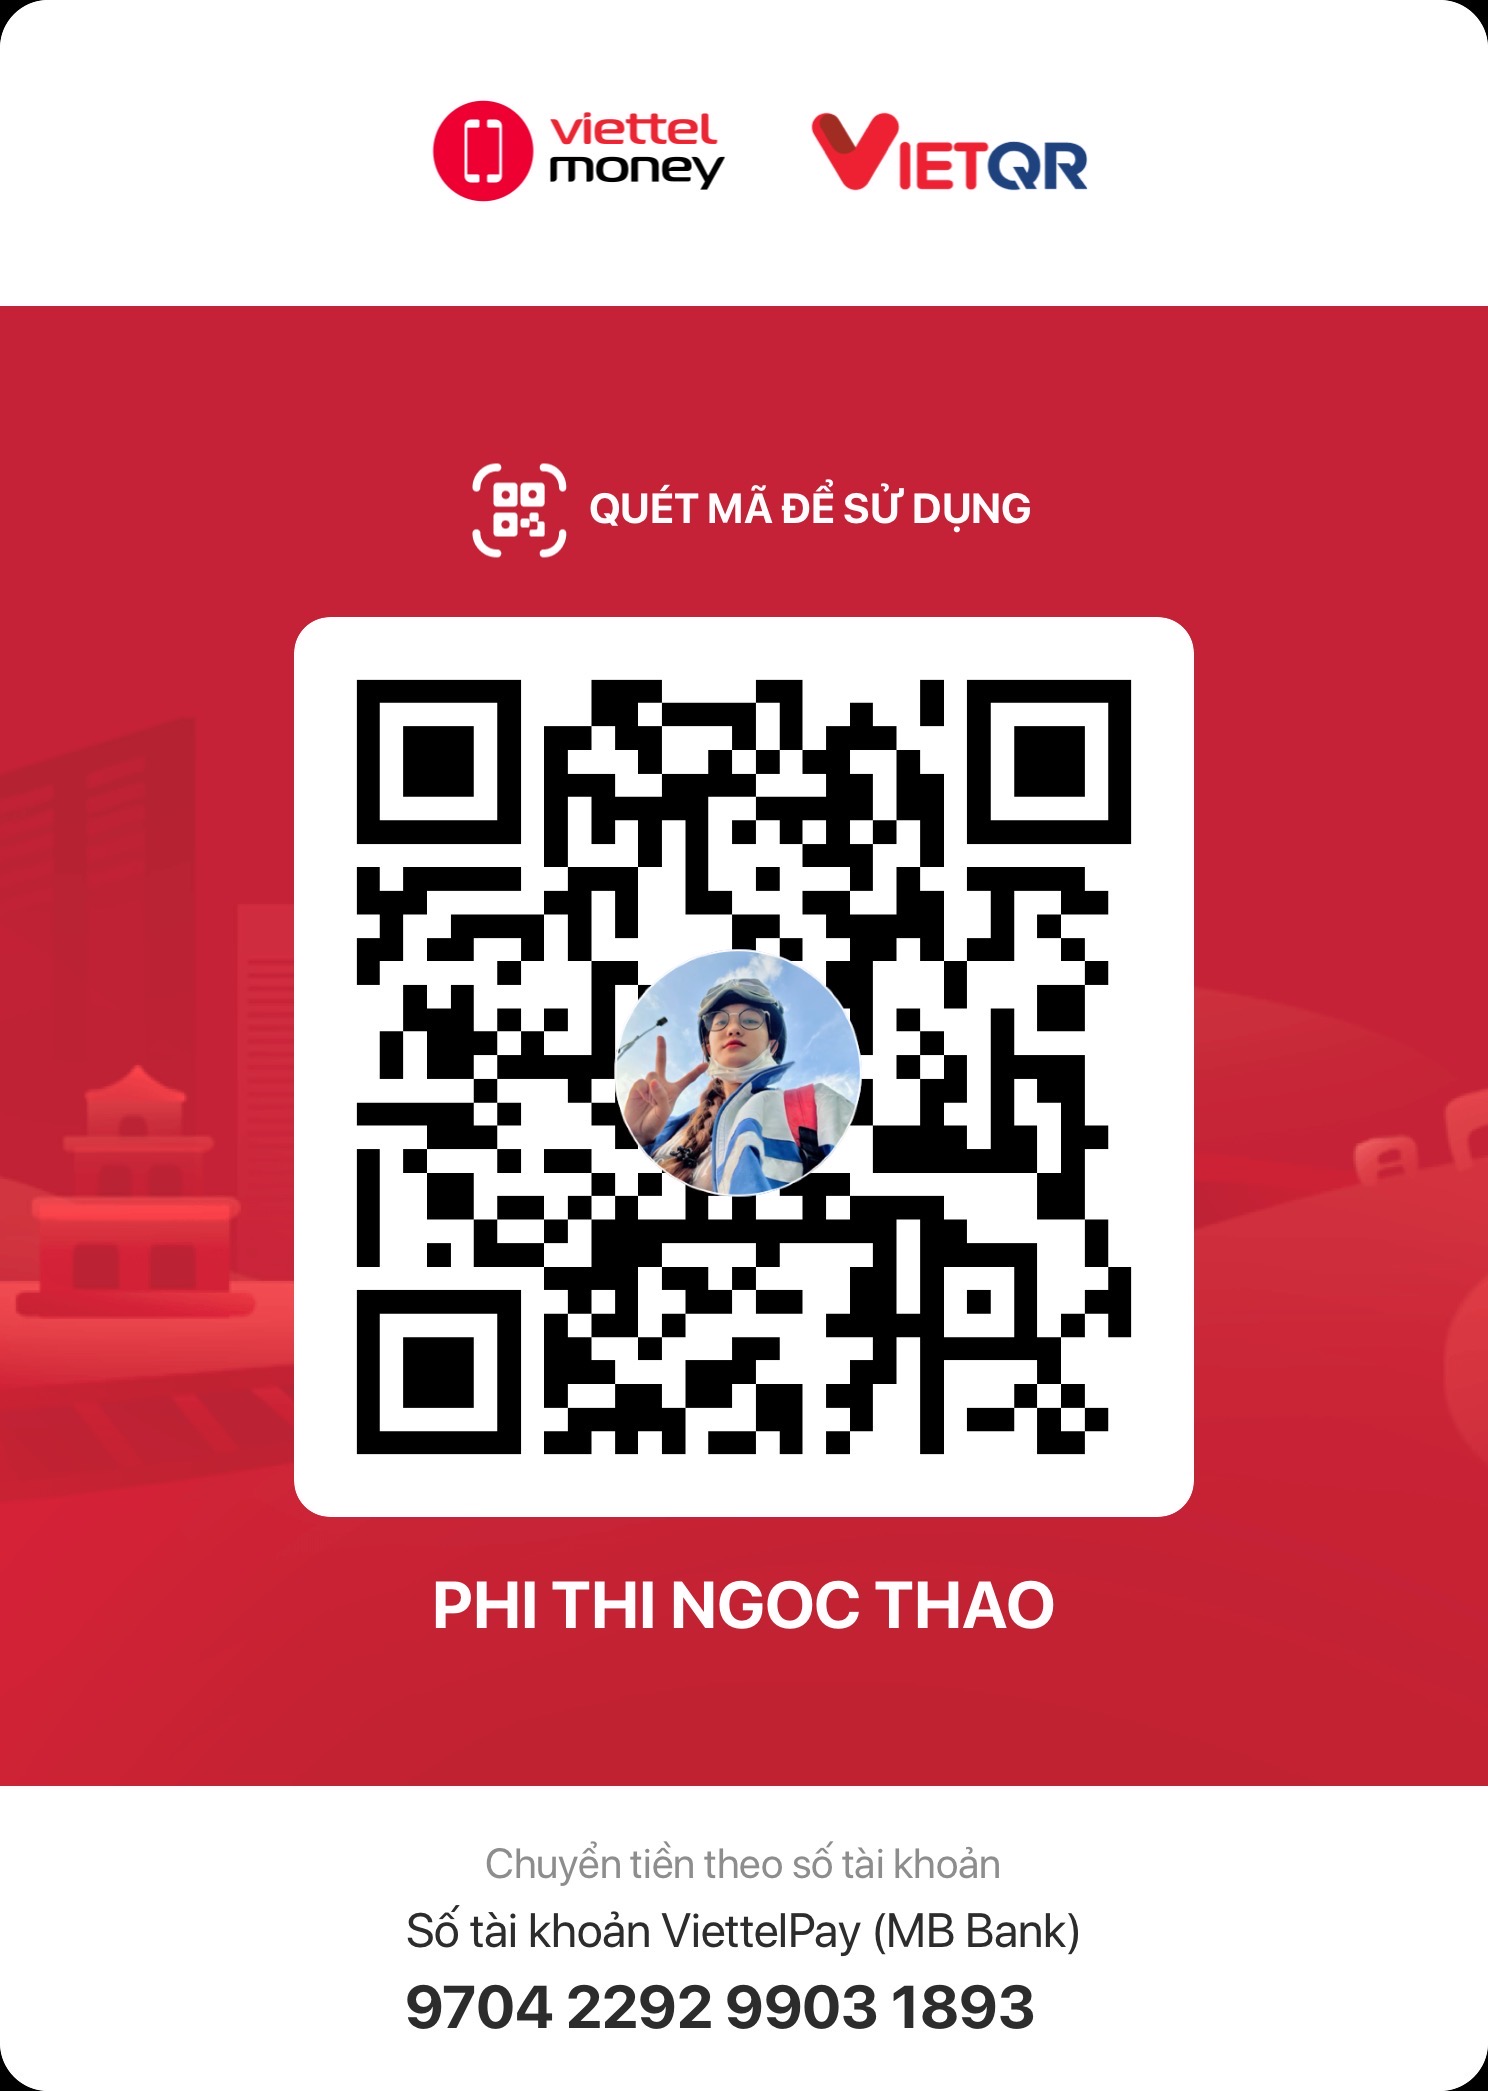 viettel
money
VIETQR
QUÉT MÃ ĐỂ SỬ DỤNG
PHI THI NGOC THAO
Chuyển tiền theo số tài khoản
Số tài khoản ViettelPay (MB Bank)
9704 2292 9903 1893